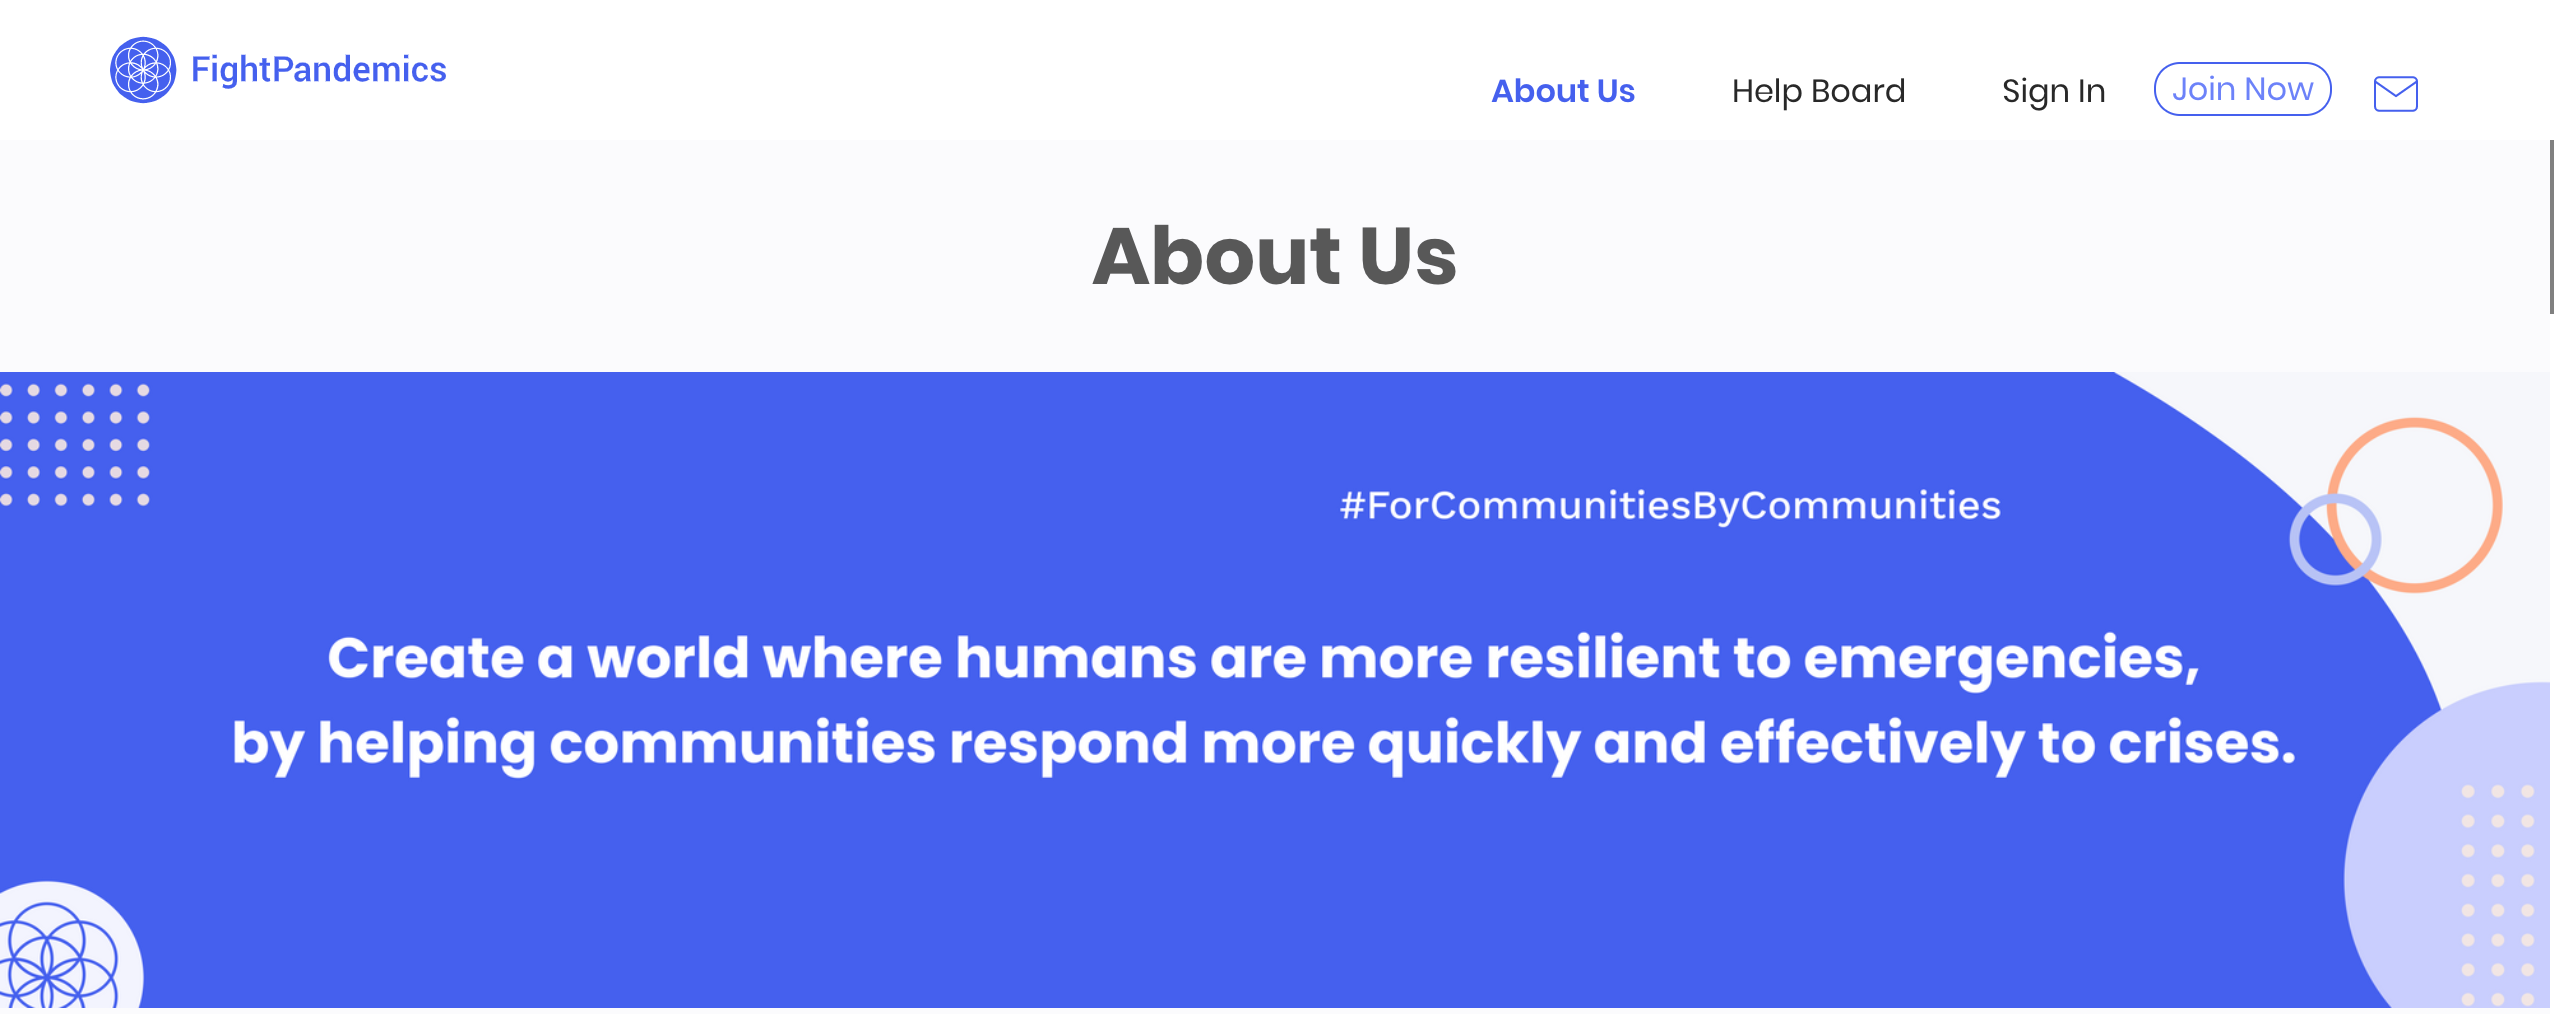 FightPandemics
About Us
Help Board
Sign In
Join Now
About Us
#ForCommunitiesByCommunities
Create a world where humans are more resilient to emergencies,
by helping communities respond more quickly and effectively to crises.